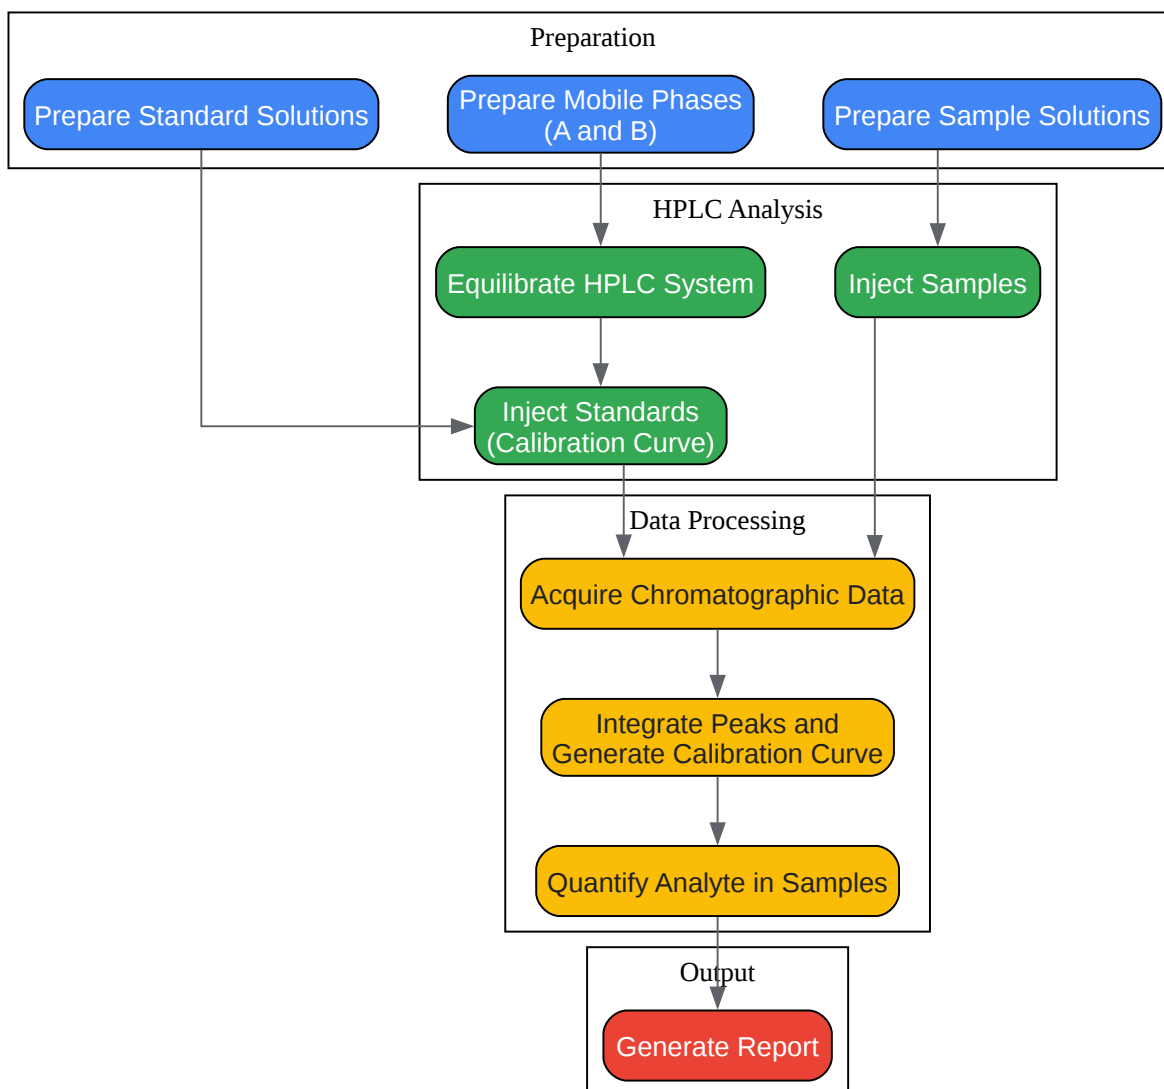 Preparation
Prepare Standard Solutions
Prepare Mobile Phases
(A and B)
Prepare Sample Solutions
HPLC Analysis
Equilibrate HPLC System
Inject Samples
Inject Standards
(Calibration Curve)
Data Processing
Acquire Chromatographic Data
Integrate Peaks and
Generate Calibration Curve
Quantify Analyte in Samples
Output
Generate Report